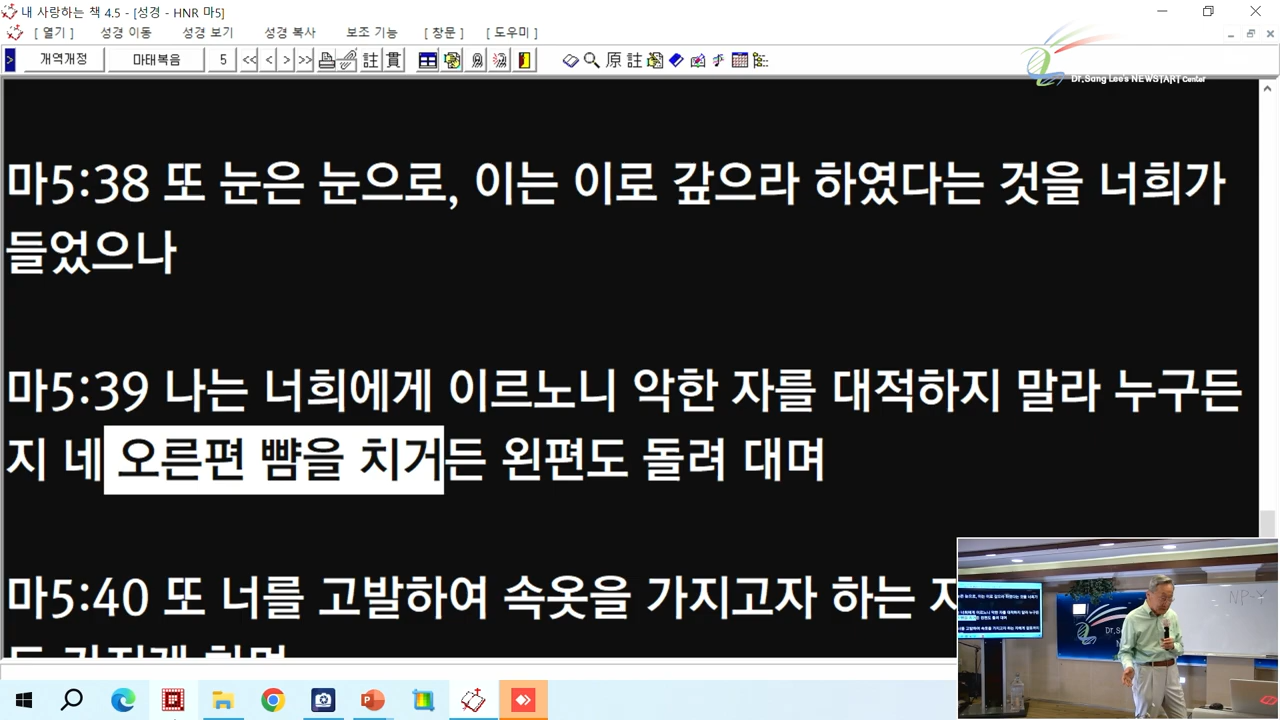 내 사랑하는 책 4.5 - [성경 - HNR 마5]
[ 열기 ] 성경 이동 성경 보기 성경 복사 보조 기능 [ 창문 ] [ 도우미 ]
개역개정 마태복음 5 << < > >> 註 貫 原 註
Dr.Sang Lee's NEWSTART Center
마5:38 또 눈은 눈으로, 이는 이로 갚으라 하였다는 것을 너희가
들었으나
마5:39 나는 너희에게 이르노니 악한 자를 대적하지 말라 누구든
지 네 오른편 뺨을 치거든 왼편도 돌려 대며
마5:40 또 너를 고발하여 속옷을 가지고자 하는
NP-Y